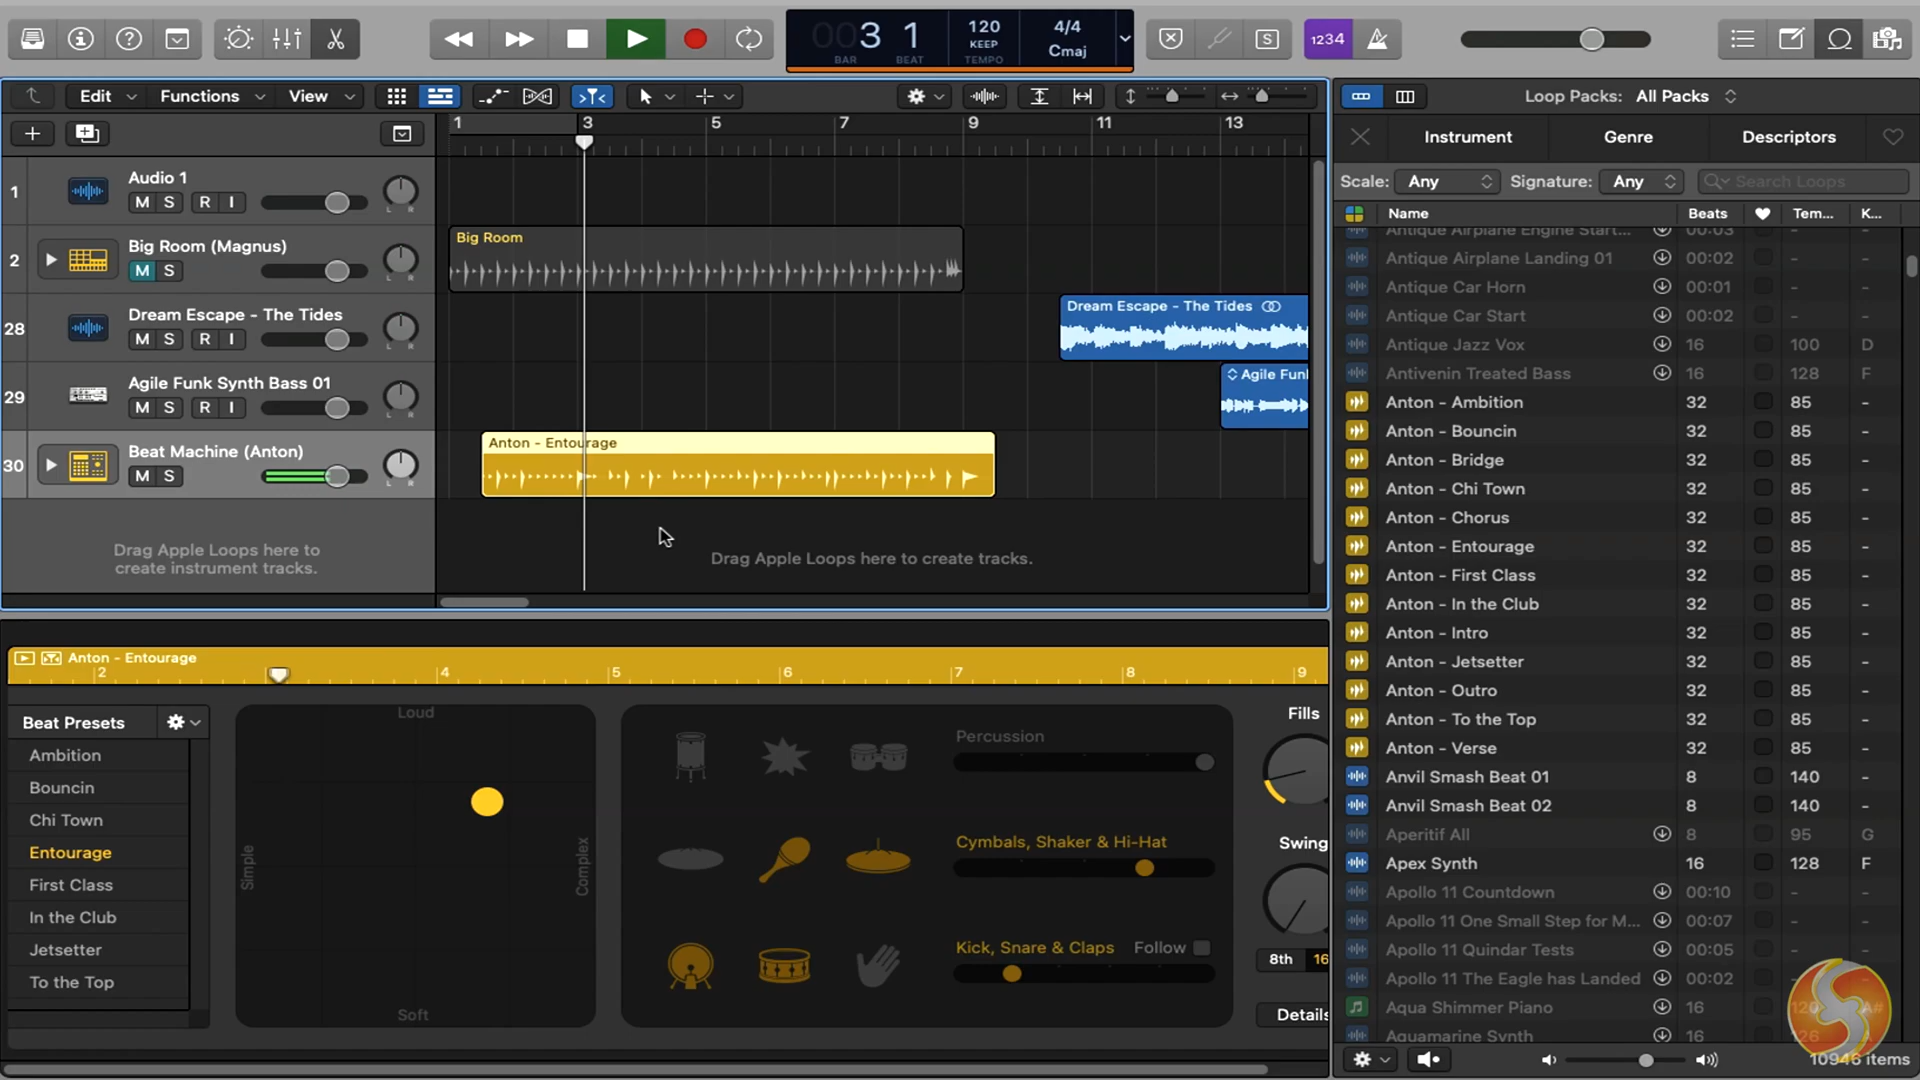 3 1
BAR BEAT
120
KEEP
TEMPO
4/4
Cmaj
S
1234
Edit Functions View
Loop Packs: All Packs
1 3 5 7 9 11 13
Instrument Genre Descriptors
Scale: Any Signature: Any Search Loops
Name Beats Tem... K...
1 Audio 1
M S R I
L R
2 Big Room (Magnus)
M S
L R
Big Room
28 Dream Escape - The Tides
M S R I
L R
Dream Escape - The Tides
29 Agile Funk Synth Bass 01
M S R I
L R
Agile Funk
30 Beat Machine (Anton)
M S
L R
Anton - Entourage
Drag Apple Loops here to
create instrument tracks.
Drag Apple Loops here to create tracks.
Antique Airplane Engine Start... 00:03 -
Antique Airplane Landing 01 00:02 - -
Antique Car Horn 00:01 - -
Antique Car Start 00:02 - -
Antique Jazz Vox 16 100 D
Antivenin Treated Bass 16 128 F
Anton - Ambition 32 85 -
Anton - Bouncin 32 85 -
Anton - Bridge 32 85 -
Anton - Chi Town 32 85 -
Anton - Chorus 32 85 -
Anton - Entourage 32 85 -
Anton - First Class 32 85 -
Anton - In the Club 32 85 -
Anton - Intro 32 85 -
Anton - Jetsetter 32 85 -
Anton - Outro 32 85 -
Anton - To the Top 32 85 -
Anton - Verse 32 85 -
Anvil Smash Beat 01 8 140 -
Anvil Smash Beat 02 8 140 -
Aperitif All 8 95 G
Apex Synth 16 128 F
Apollo 11 Countdown 00:10 - -
Apollo 11 One Small Step for M... 00:07 - -
Apollo 11 Quindar Tests 00:05 - -
Apollo 11 The Eagle has Landed 00:02
Aqua Shimmer Piano 16 120 A#
Aquamarine Synth 16 126
10946 items
Anton - Entourage
2 4 5 6 7 8 9
Beat Presets
Ambition
Bouncin
Chi Town
Entourage
First Class
In the Club
Jetsetter
To the Top
Loud
Simple
Complex
Soft
Percussion
Cymbals, Shaker & Hi-Hat
Kick, Snare & Claps Follow
Fills
Swing
8th 16
Details